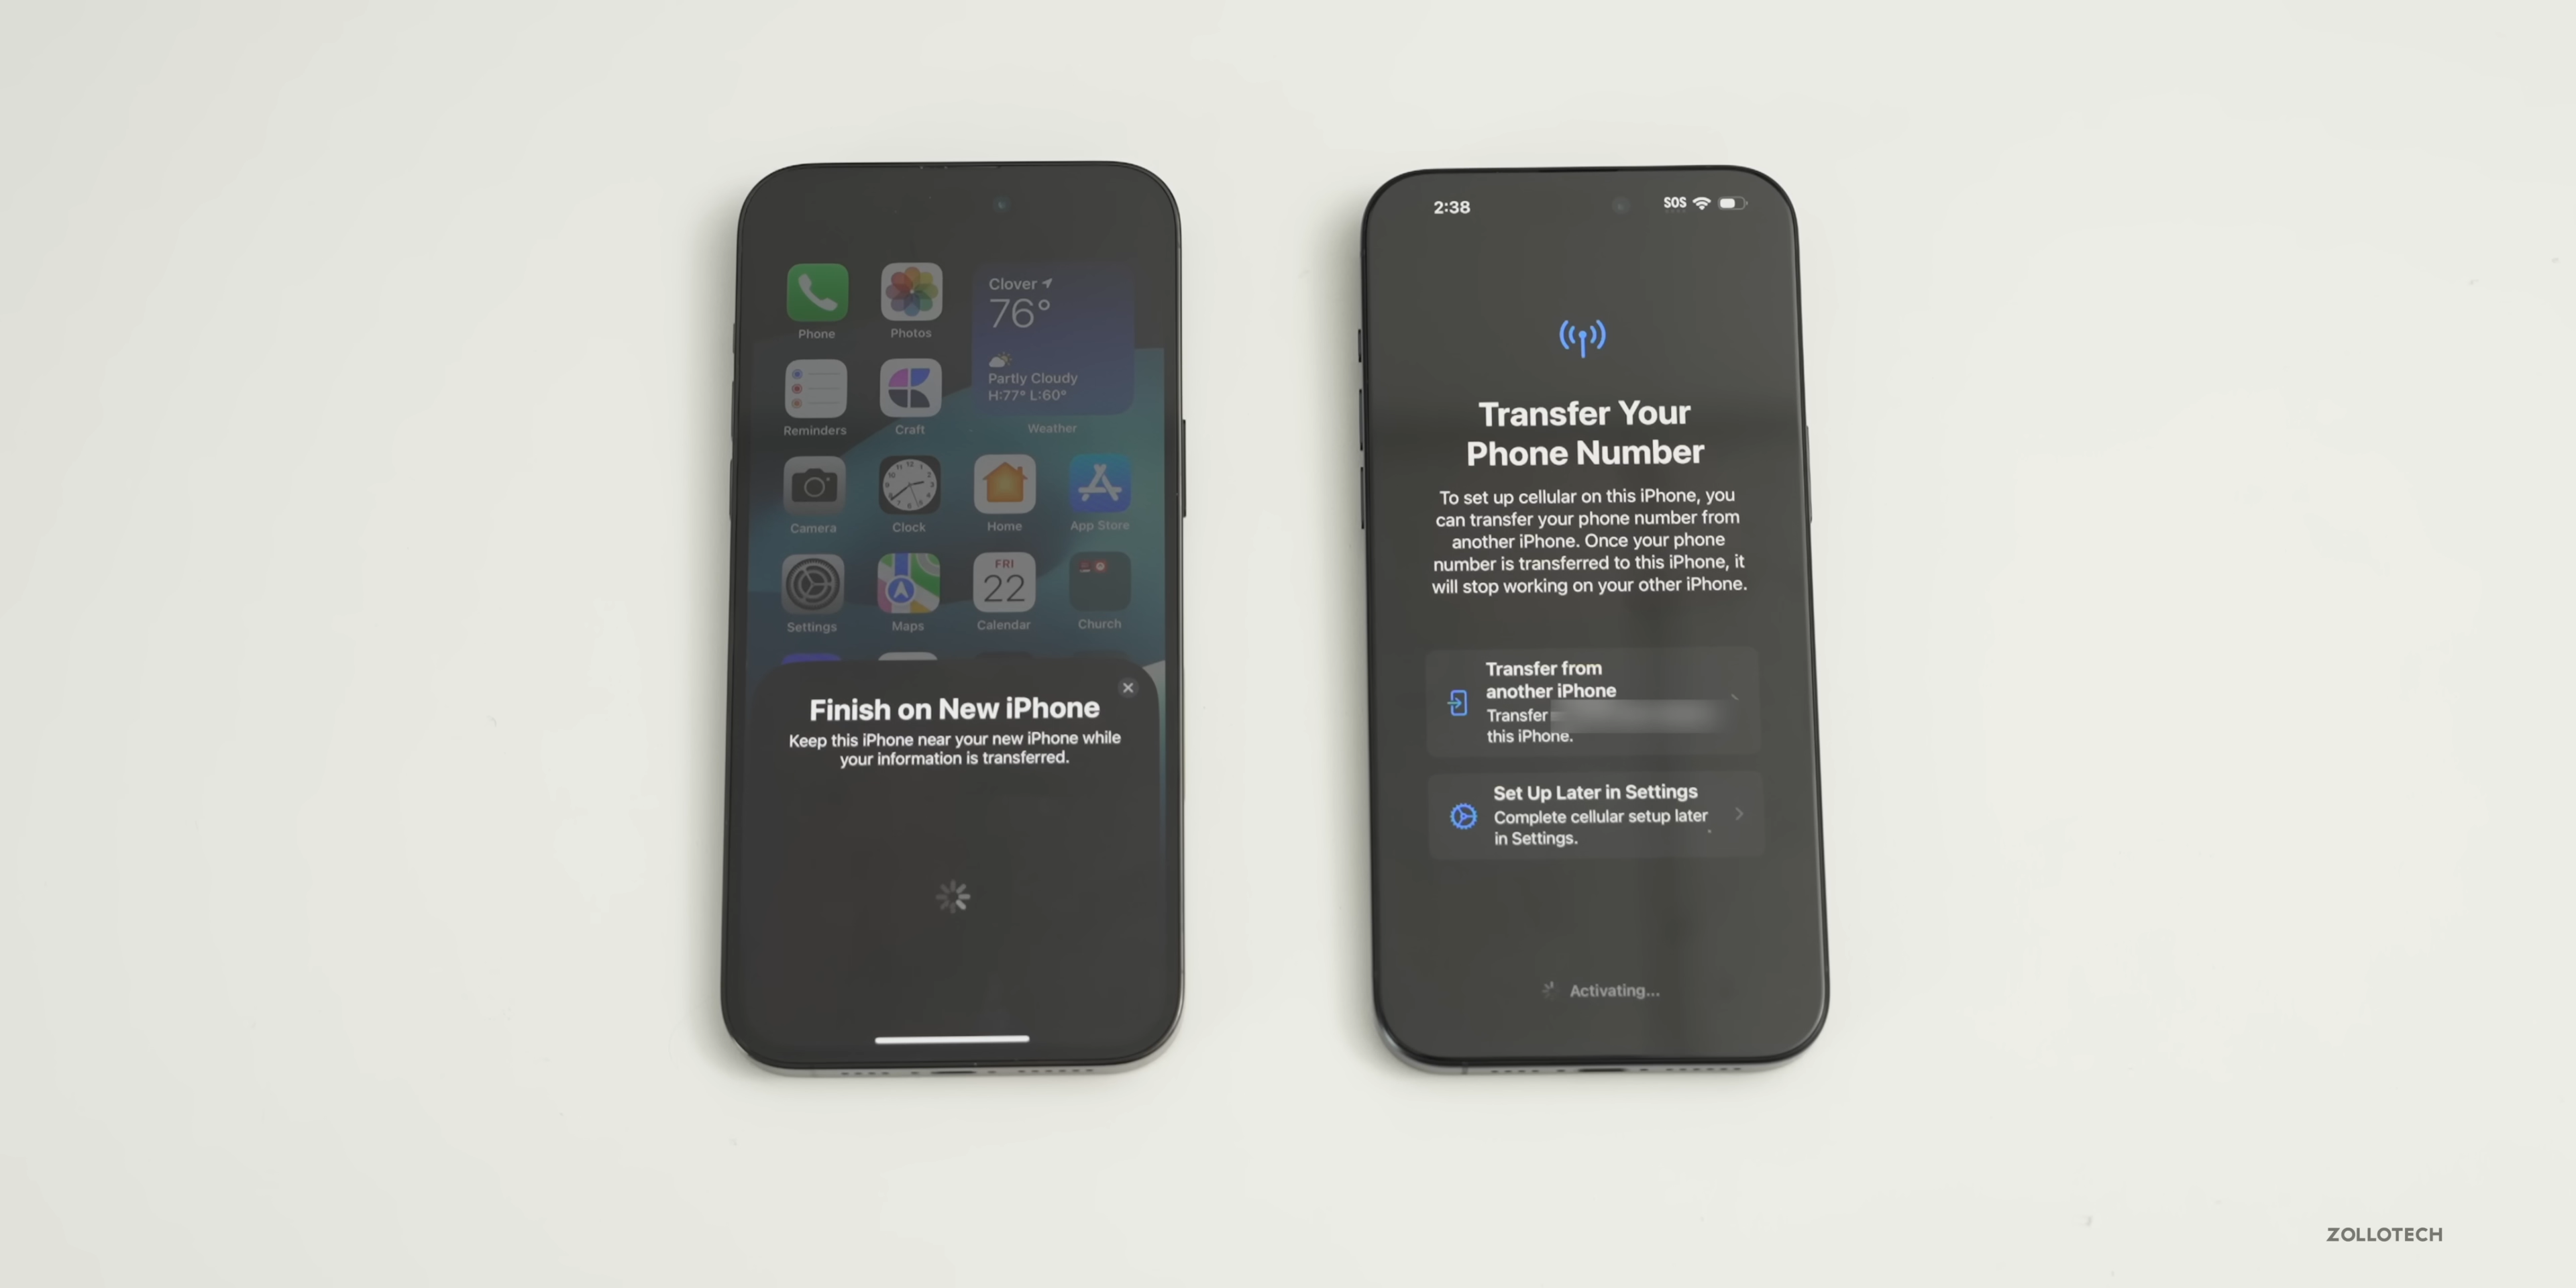 Clover
76°
Partly Cloudy
H:77° L:60°
Phone
Photos
Reminders
Craft
Weather
Camera
Clock
Home
App Store
FRI
22
Settings
Maps
Calendar
Church
Finish on New iPhone
Keep this iPhone near your new iPhone while
your information is transferred.
2:38
SOS
Transfer Your
Phone Number
To set up cellular on this iPhone, you
can transfer your phone number from
another iPhone. Once your phone
number is transferred to this iPhone, it
will stop working on your other iPhone.
Transfer from
another iPhone
Transfer
this iPhone.
Set Up Later in Settings
Complete cellular setup later
in Settings.
Activating...
ZOLLOTECH